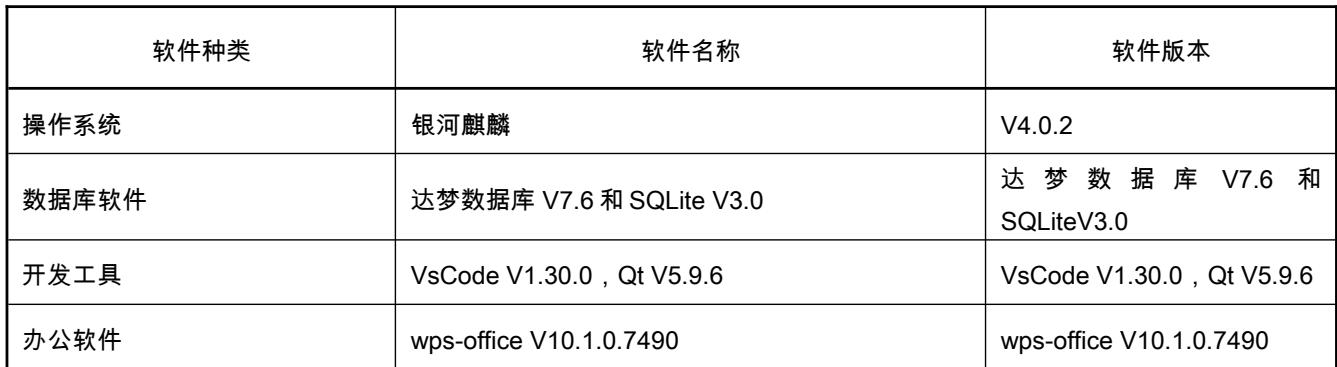 软件种类 软件名称 软件版本
操作系统 银河麒麟 V4.0.2
数据库软件 达梦数据库 V7.6 和 SQLite V3.0 达梦数据库 V7.6 和
SQLiteV3.0
开发工具 VsCode V1.30.0，Qt V5.9.6 VsCode V1.30.0，Qt V5.9.6
办公软件 wps-office V10.1.0.7490 wps-office V10.1.0.7490